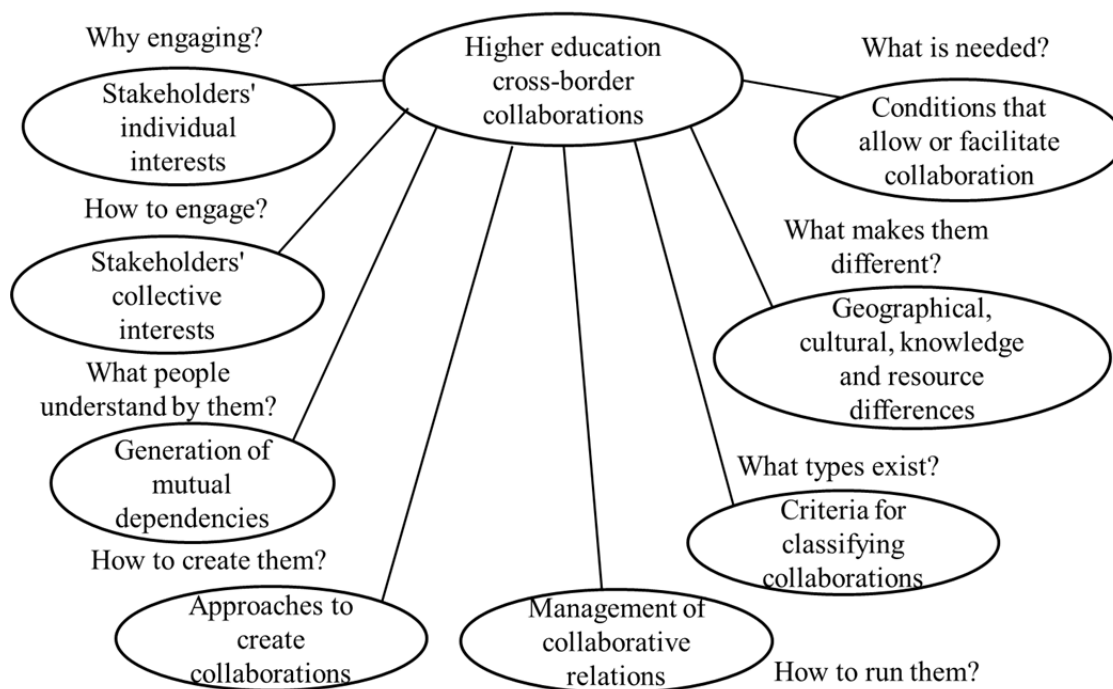 Higher education
cross-border
collaborations
Why engaging?
Stakeholders'
individual
interests
How to engage?
Stakeholders'
collective
interests
What people
understand by them?
Generation of
mutual
dependencies
How to create them?
Approaches to
create
collaborations
Management of
collaborative
relations
How to run them?
What types exist?
Criteria for
classifying
collaborations
What makes them
different?
Geographical,
cultural, knowledge
and resource
differences
What is needed?
Conditions that
allow or facilitate
collaboration